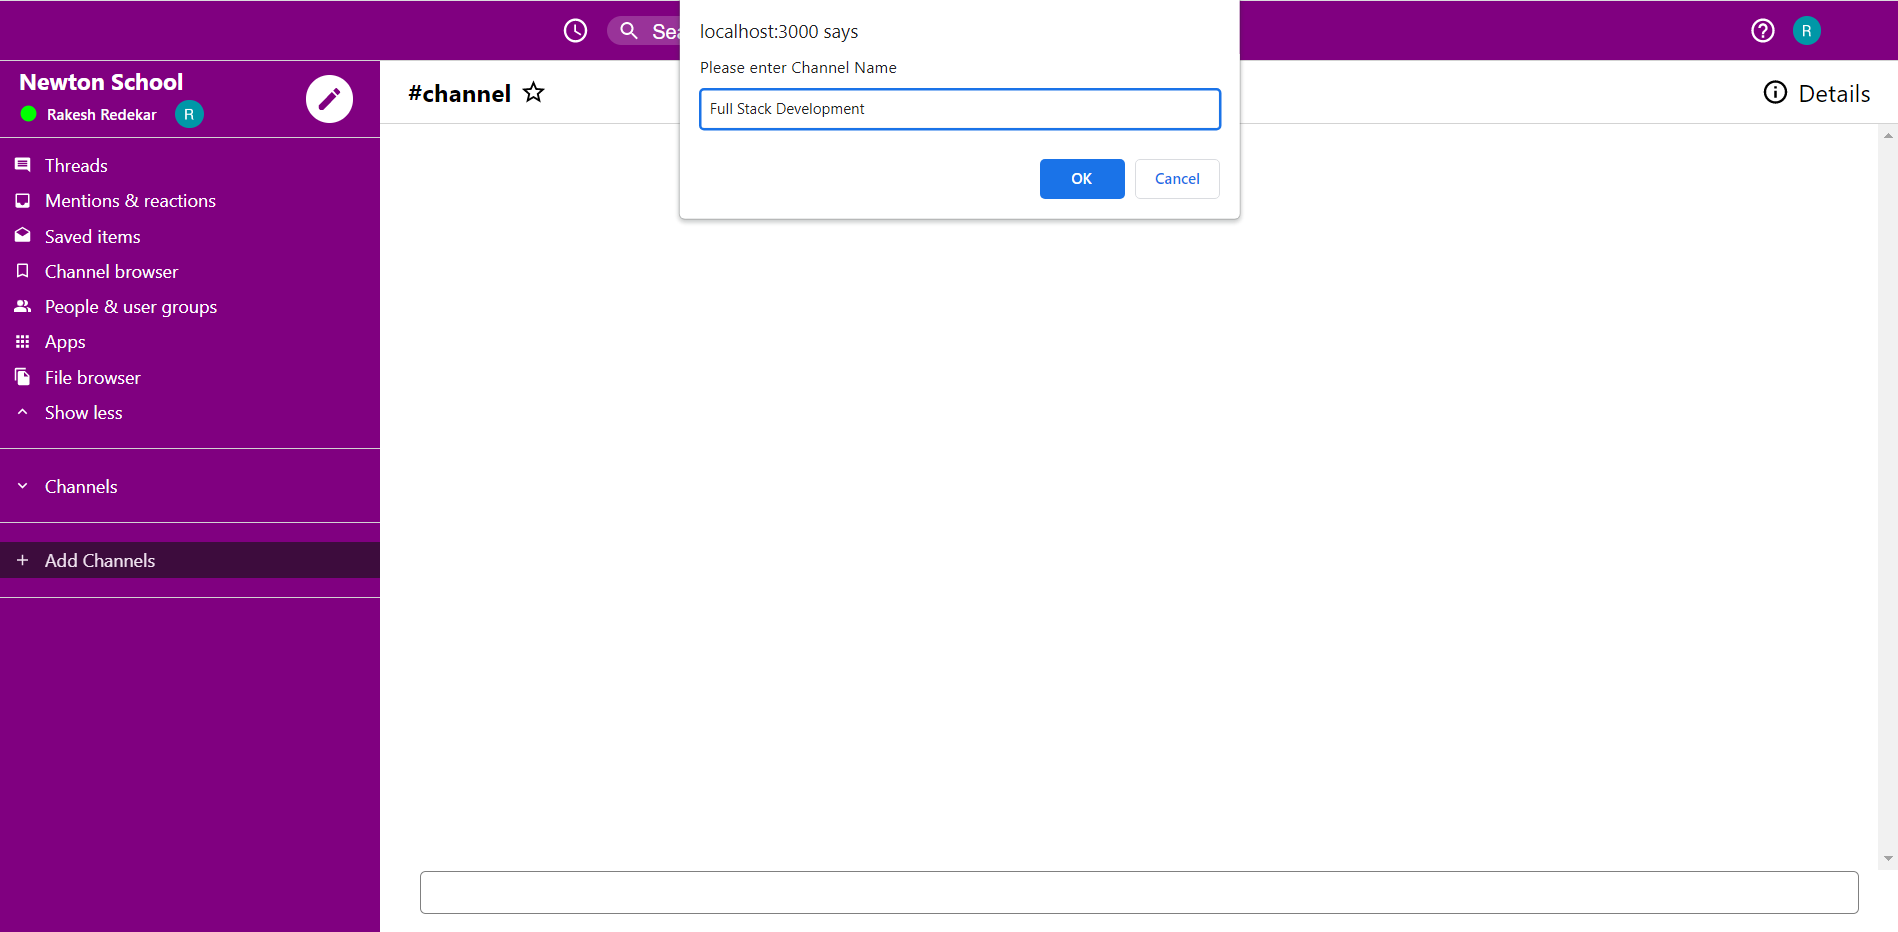 Sea
localhost:3000 says
Please enter Channel Name
Full Stack Development
OK
Cancel
R
Newton School
Rakesh Redekar R
#channel
Details
Threads
Mentions & reactions
Saved items
Channel browser
People & user groups
Apps
File browser
Show less
Channels
Add Channels